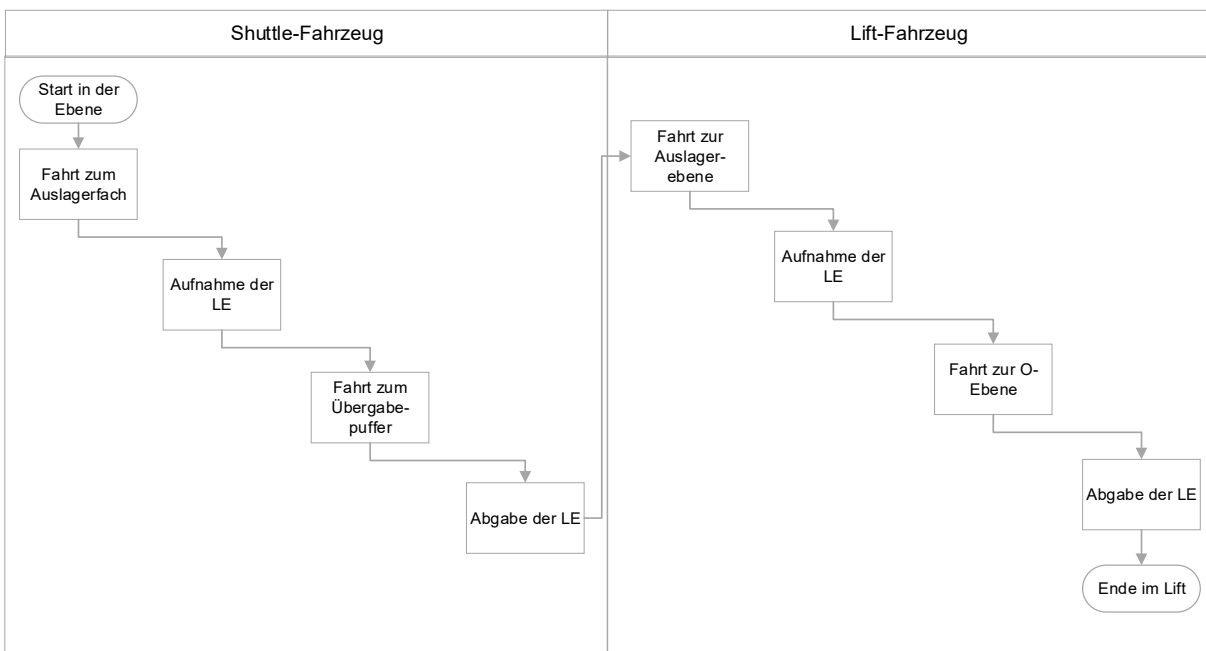 Shuttle-Fahrzeug
Lift-Fahrzeug
Start in der
Ebene
Fahrt zum
Auslagerfach
Aufnahme der
LE
Fahrt zum
Übergabe-
puffer
Abgabe der LE
Fahrt zur
Auslager-
ebene
Aufnahme der
LE
Fahrt zur O-
Ebene
Abgabe der LE
Ende im Lift